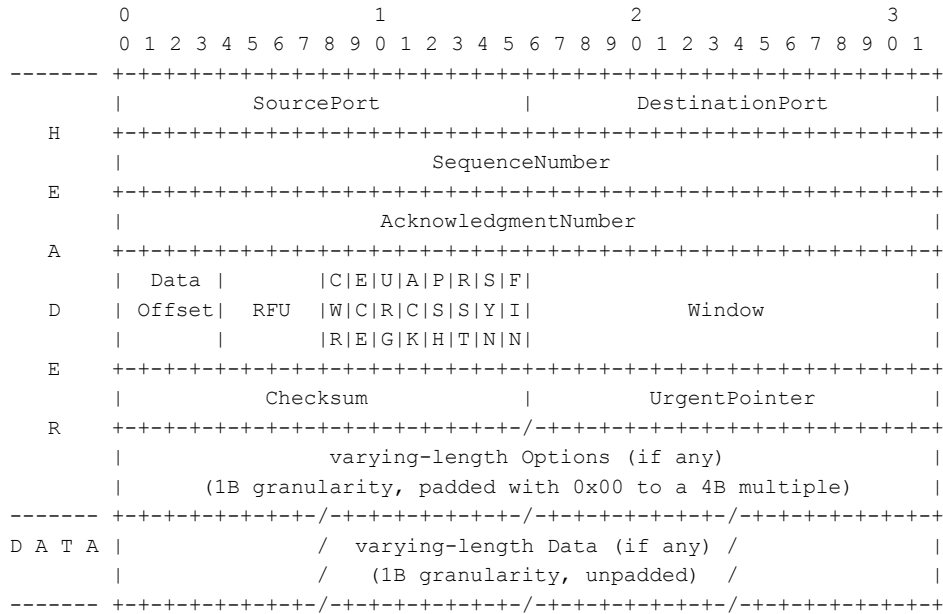 0                   1                   2                   3
        0 1 2 3 4 5 6 7 8 9 0 1 2 3 4 5 6 7 8 9 0 1 2 3 4 5 6 7 8 9 0 1
------- +-+-+-+-+-+-+-+-+-+-+-+-+-+-+-+-+-+-+-+-+-+-+-+-+-+-+-+-+-+-+-+-+
        |          SourcePort           |        DestinationPort        |
   H    +-+-+-+-+-+-+-+-+-+-+-+-+-+-+-+-+-+-+-+-+-+-+-+-+-+-+-+-+-+-+-+-+
        |                        SequenceNumber                         |
   E    +-+-+-+-+-+-+-+-+-+-+-+-+-+-+-+-+-+-+-+-+-+-+-+-+-+-+-+-+-+-+-+-+
        |                    AcknowledgmentNumber                       |
   A    +-+-+-+-+-+-+-+-+-+-+-+-+-+-+-+-+-+-+-+-+-+-+-+-+-+-+-+-+-+-+-+-+
        |  Data |       |C|E|U|A|P|R|S|F|                               |
   D    | Offset|  RFU  |W|C|R|C|S|S|Y|I|            Window             |
        |       |       |R|E|G|K|H|T|N|N|                               |
   E    +-+-+-+-+-+-+-+-+-+-+-+-+-+-+-+-+-+-+-+-+-+-+-+-+-+-+-+-+-+-+-+-+
        |           Checksum            |         UrgentPointer         |
   R    +-+-+-+-+-+-+-+-+-+-+-+-+-+-+-+-/-+-+-+-+-+-+-+-+-+-+-+-+-+-+-+-+
        |                varying-length Options (if any)                |
        |      (1B granularity, padded with 0x00 to a 4B multiple)      |
------- +-+-+-+-+-+-+-+-/-+-+-+-+-+-+-+-/-+-+-+-+-+-+-+-/-+-+-+-+-+-+-+-+
D A T A |               /  varying-length Data (if any) /               |
        |               /   (1B granularity, unpadded)  /               |
------- +-+-+-+-+-+-+-+-/-+-+-+-+-+-+-+-/-+-+-+-+-+-+-+-/-+-+-+-+-+-+-+-+